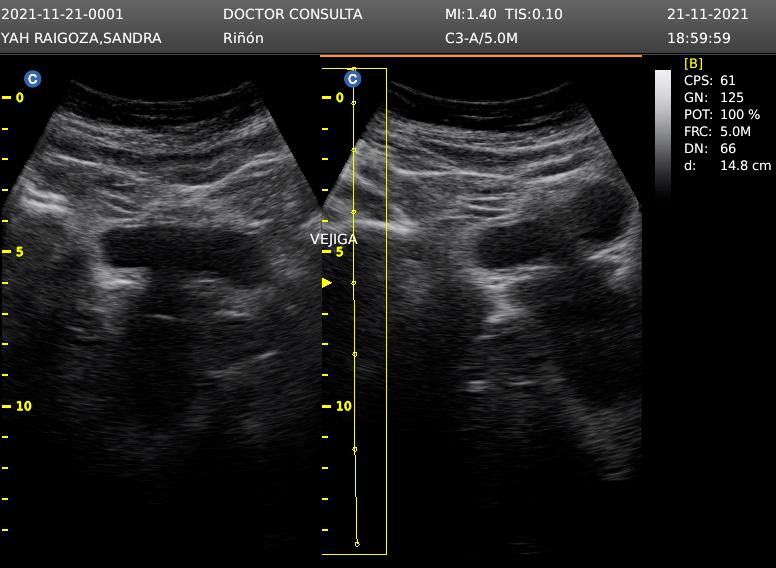 2021-11-21-0001 DOCTOR CONSULTA MI:1.40 TIS:0.10 21-11-2021
YAH RAIGOZA,SANDRA Riñón C3-A/5.0M 18:59:59
[B]
C C
CPS: 61
0 0
GN: 125
POT: 100 %
FRC: 5.0M
DN: 66
d: 14.8 cm
VEJIGA
5 5
10 10